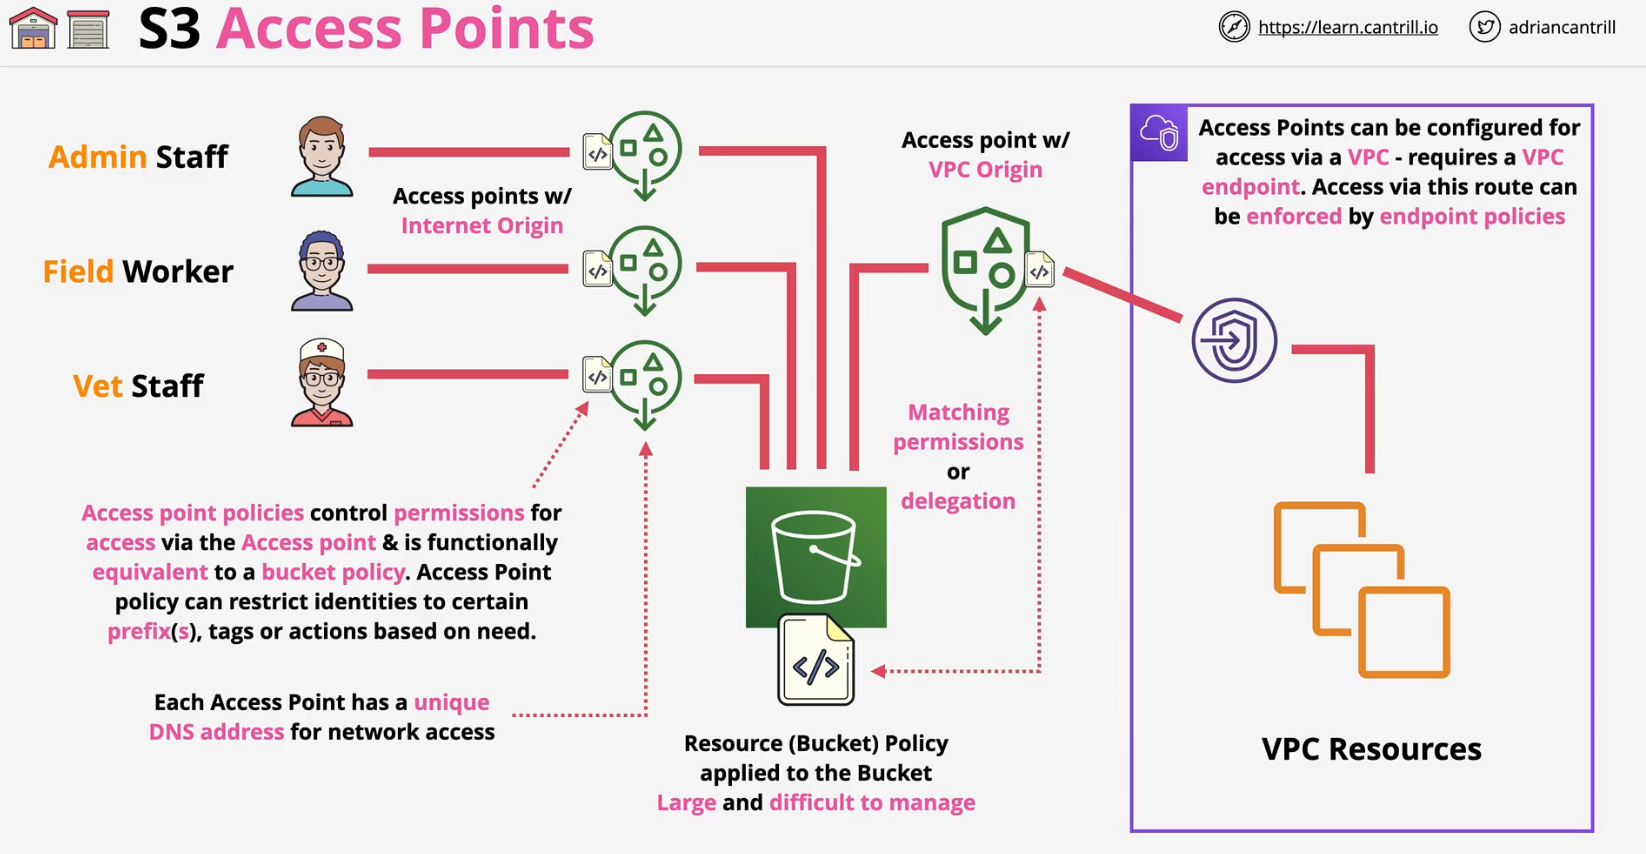 S3 Access Points
https://learn.cantrill.io
adriancantrill
Admin Staff
Field Worker
Vet Staff
Access points w/
Internet Origin
Access point w/
VPC Origin
Access Points can be configured for
access via a VPC - requires a VPC
endpoint. Access via this route can
be enforced by endpoint policies
Matching
permissions
or
delegation
Access point policies control permissions for
access via the Access point & is functionally
equivalent to a bucket policy. Access Point
policy can restrict identities to certain
prefix(s), tags or actions based on need.
Each Access Point has a unique
DNS address for network access
Resource (Bucket) Policy
applied to the Bucket
Large and difficult to manage
VPC Resources